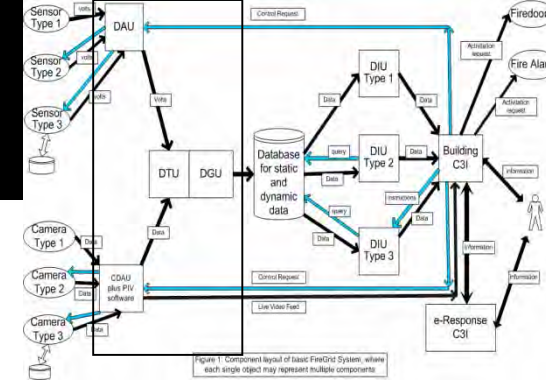 Sensor
Type 1
volts
DAU
Control Request
Firedoor
Sensor
Type 2
volts
Activation
request
Fire Alar
Sensor
Type 3
volts
Volts
DIU
Type 1
Data
Data
Activation
request
DTU
DGU
Database
for static
and
dynamic
data
query
Data
DIU
Type 2
Data
Building
C3I
information
instructions
query
Data
Data
DIU
Type 3
Camera
Type 1
Data
Data
Camera
Type 2
Data
CDAU
plus PIV
software
Control Request
Information
Information
Live Video Feed
Camera
Type 3
Data
e-Response
C3I
Figure 1: Component layout of basic FireGrid System, where
each single object may represent multiple components